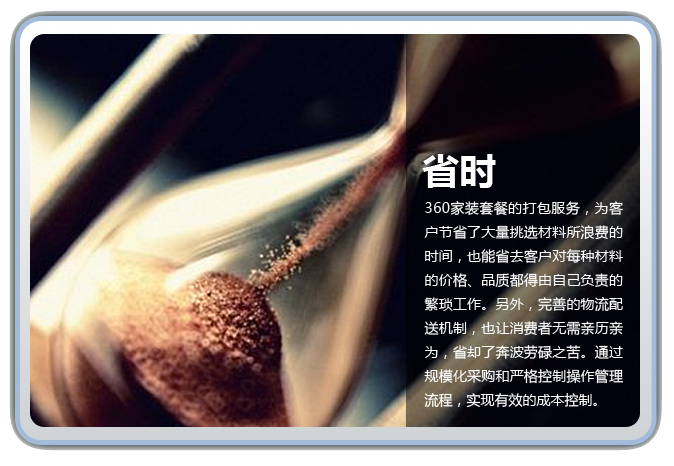 省时
360家装套餐的打包服务，为客
户节省了大量挑选材料所浪费的
时间，也能省去客户对每种材料
的价格、品质都得由自己负责的
繁琐工作。另外，完善的物流配
送机制，也让消费者无需亲历亲
为，省却了奔波劳碌之苦。通过
规模化采购和严格控制操作管理
流程，实现有效的成本控制。